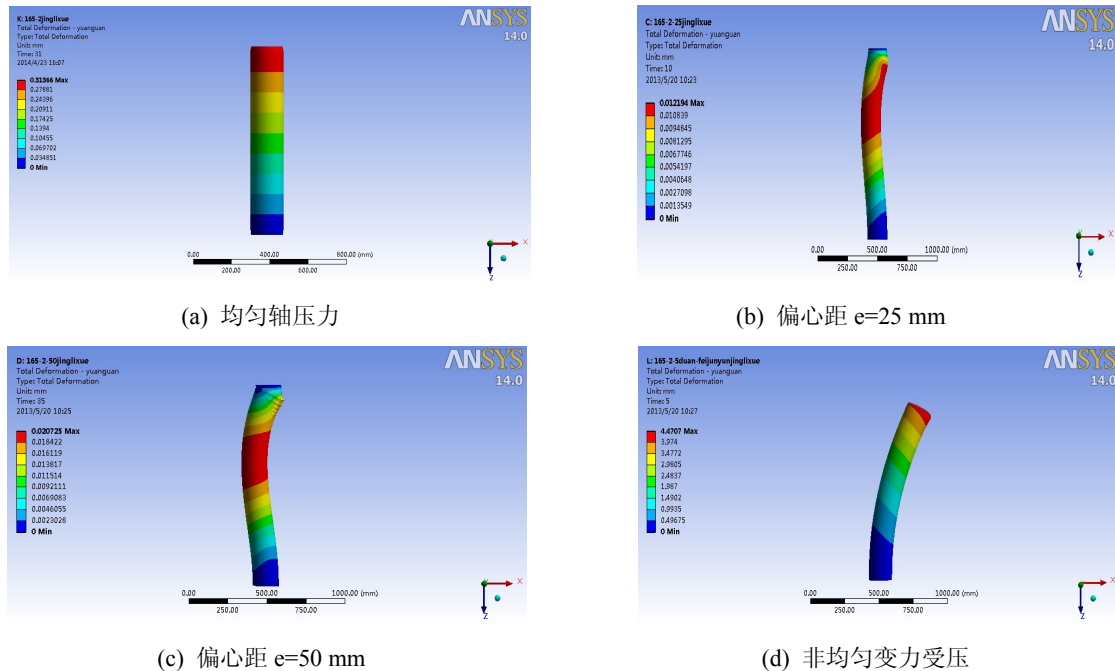 K: 165-2jinglixue
Total Deformation - yuanguan
Type: Total Deformation
Unit: mm
Time: 31
2014/4/23 16:07
0.31366 Max
0.27881
0.24396
0.20911
0.17425
0.1394
0.10455
0.069702
0.034851
0 Min
ANSYS
14.0
X
Z
0.00 400.00 800.00 (mm)
200.00 600.00
(a) 均匀轴压力
C: 165-2-25jinglixue
Total Deformation - yuanguan
Type: Total Deformation
Unit: mm
Time: 10
2013/5/20 10:23
0.012194 Max
0.010839
0.0094845
0.0081295
0.0067746
0.0054197
0.0040648
0.0027098
0.0013549
0 Min
ANSYS
14.0
X
Z
0.00 500.00 1000.00 (mm)
250.00 750.00
(b) 偏心距 e=25 mm
D: 165-2-50jinglixue
Total Deformation - yuanguan
Type: Total Deformation
Unit: mm
Time: 35
2013/5/20 10:25
0.020725 Max
0.018422
0.016119
0.013817
0.011514
0.0092111
0.0069083
0.0046055
0.0023028
0 Min
ANSYS
14.0
X
Z
0.00 500.00 1000.00 (mm)
250.00 750.00
(c) 偏心距 e=50 mm
L: 165-2-5duan-feijunyunjinglixue
Total Deformation - yuanguan
Type: Total Deformation
Unit: mm
Time: 5
2013/5/20 10:27
4.4707 Max
3.974
3.4772
2.9805
2.4837
1.987
1.4902
0.9935
0.49675
0 Min
ANSYS
14.0
X
Z
0.00 500.00 1000.00 (mm)
250.00 750.00
(d) 非均匀变力受压